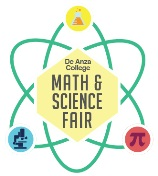 De Anza
College
MATH &
SCIENCE
FAIR
π